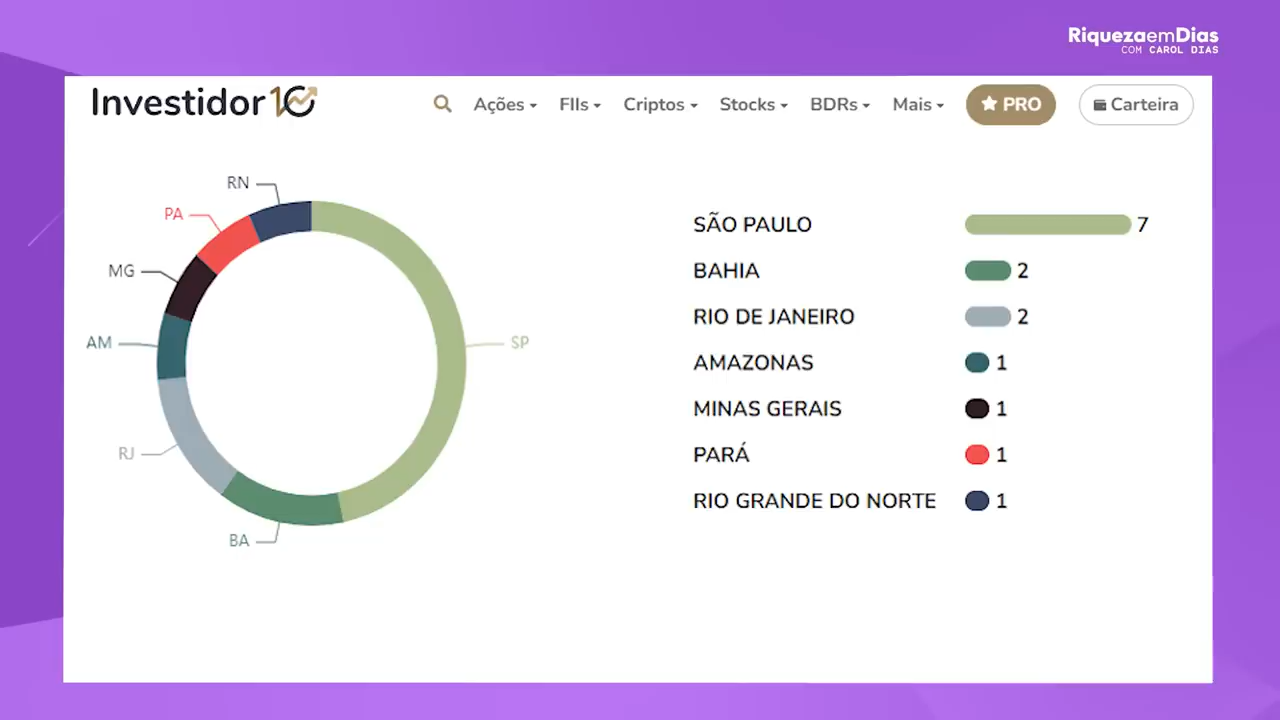 RiquezaemDias
COM CAROL DIAS
Investidor 10
Ações
FIIs
Criptos
Stocks
BDRs
Mais
PRO
Carteira
RN
PA
MG
AM
RJ
BA
SP
SÃO PAULO 7
BAHIA 2
RIO DE JANEIRO 2
AMAZONAS 1
MINAS GERAIS 1
PARÁ 1
RIO GRANDE DO NORTE 1